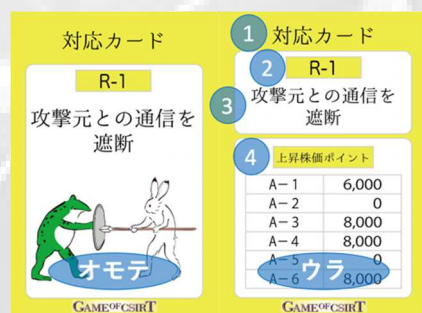 対応カード
R-1
攻撃元との通信を
遮断
オモテ
GAME OF CSIRT
1 対応カード
2 R-1
3 攻撃元との通信を
遮断
4 上昇株価ポイント
A-1 6,000
A-2 0
A-3 8,000
A-4 8,000
A-5 0
A-6 8,000
ウラ
GAME OF CSIRT